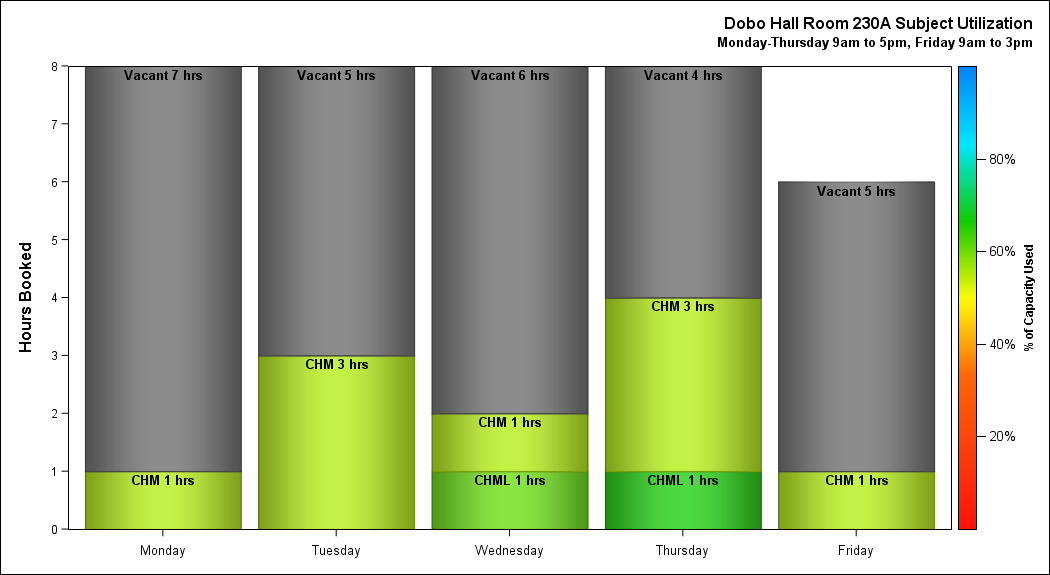 Dobo Hall Room 230A Subject Utilization
Monday-Thursday 9am to 5pm, Friday 9am to 3pm
Hours Booked
8
7
6
5
4
3
2
1
0
Vacant 7 hrs
CHM 1 hrs
Vacant 5 hrs
CHM 3 hrs
Vacant 6 hrs
CHM 1 hrs
CHML 1 hrs
Vacant 4 hrs
CHM 3 hrs
CHML 1 hrs
Vacant 5 hrs
CHM 1 hrs
Monday
Tuesday
Wednesday
Thursday
Friday
80%
60%
40%
20%
% of Capacity Used